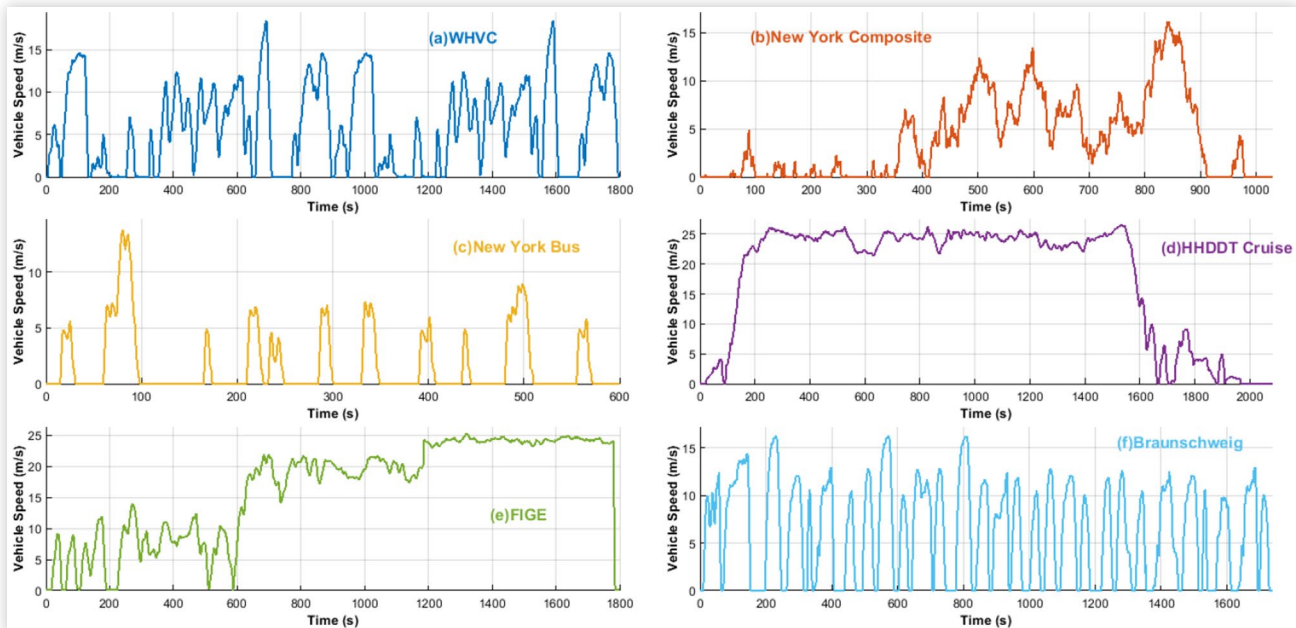 (a)WHVC
Vehicle Speed (m/s)
15
10
5
0
0 200 400 600 800 1000 1200 1400 1600 1800
Time (s)
(b)New York Composite
Vehicle Speed (m/s)
15
10
5
0
0 100 200 300 400 500 600 700 800 900 1000
Time (s)
(c)New York Bus
Vehicle Speed (m/s)
10
5
0
0 100 200 300 400 500 600
Time (s)
(d)HHDDT Cruise
Vehicle Speed (m/s)
25
20
15
10
5
0
0 200 400 600 800 1000 1200 1400 1600 1800 2000
Time (s)
(e)FIGE
Vehicle Speed (m/s)
25
20
15
10
5
0
0 200 400 600 800 1000 1200 1400 1600 1800
Time (s)
(f)Braunschweig
Vehicle Speed (m/s)
15
10
5
0
0 200 400 600 800 1000 1200 1400 1600
Time (s)